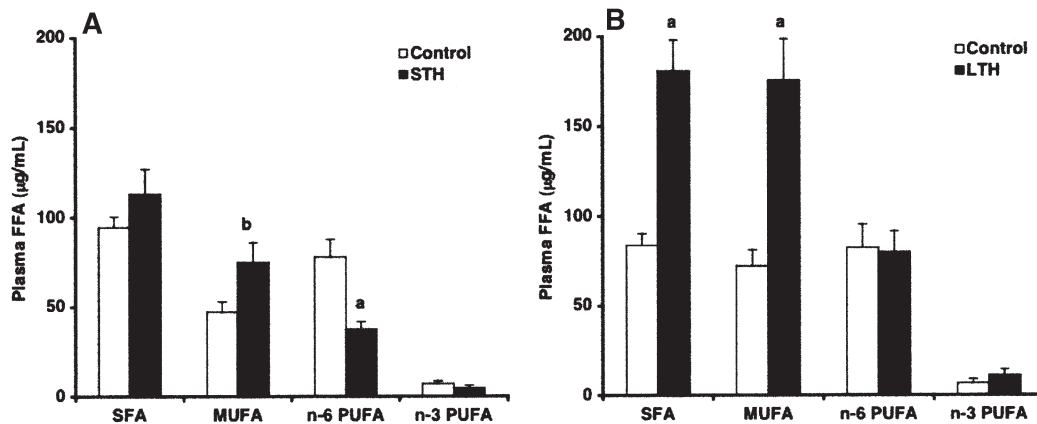 A
200
150
100
50
0
Plasma FFA (µg/mL)
Control
STH
b
a
SFA MUFA n-6 PUFA n-3 PUFA
B
200
150
100
50
0
Plasma FFA (µg/mL)
Control
LTH
a
a
SFA MUFA n-6 PUFA n-3 PUFA